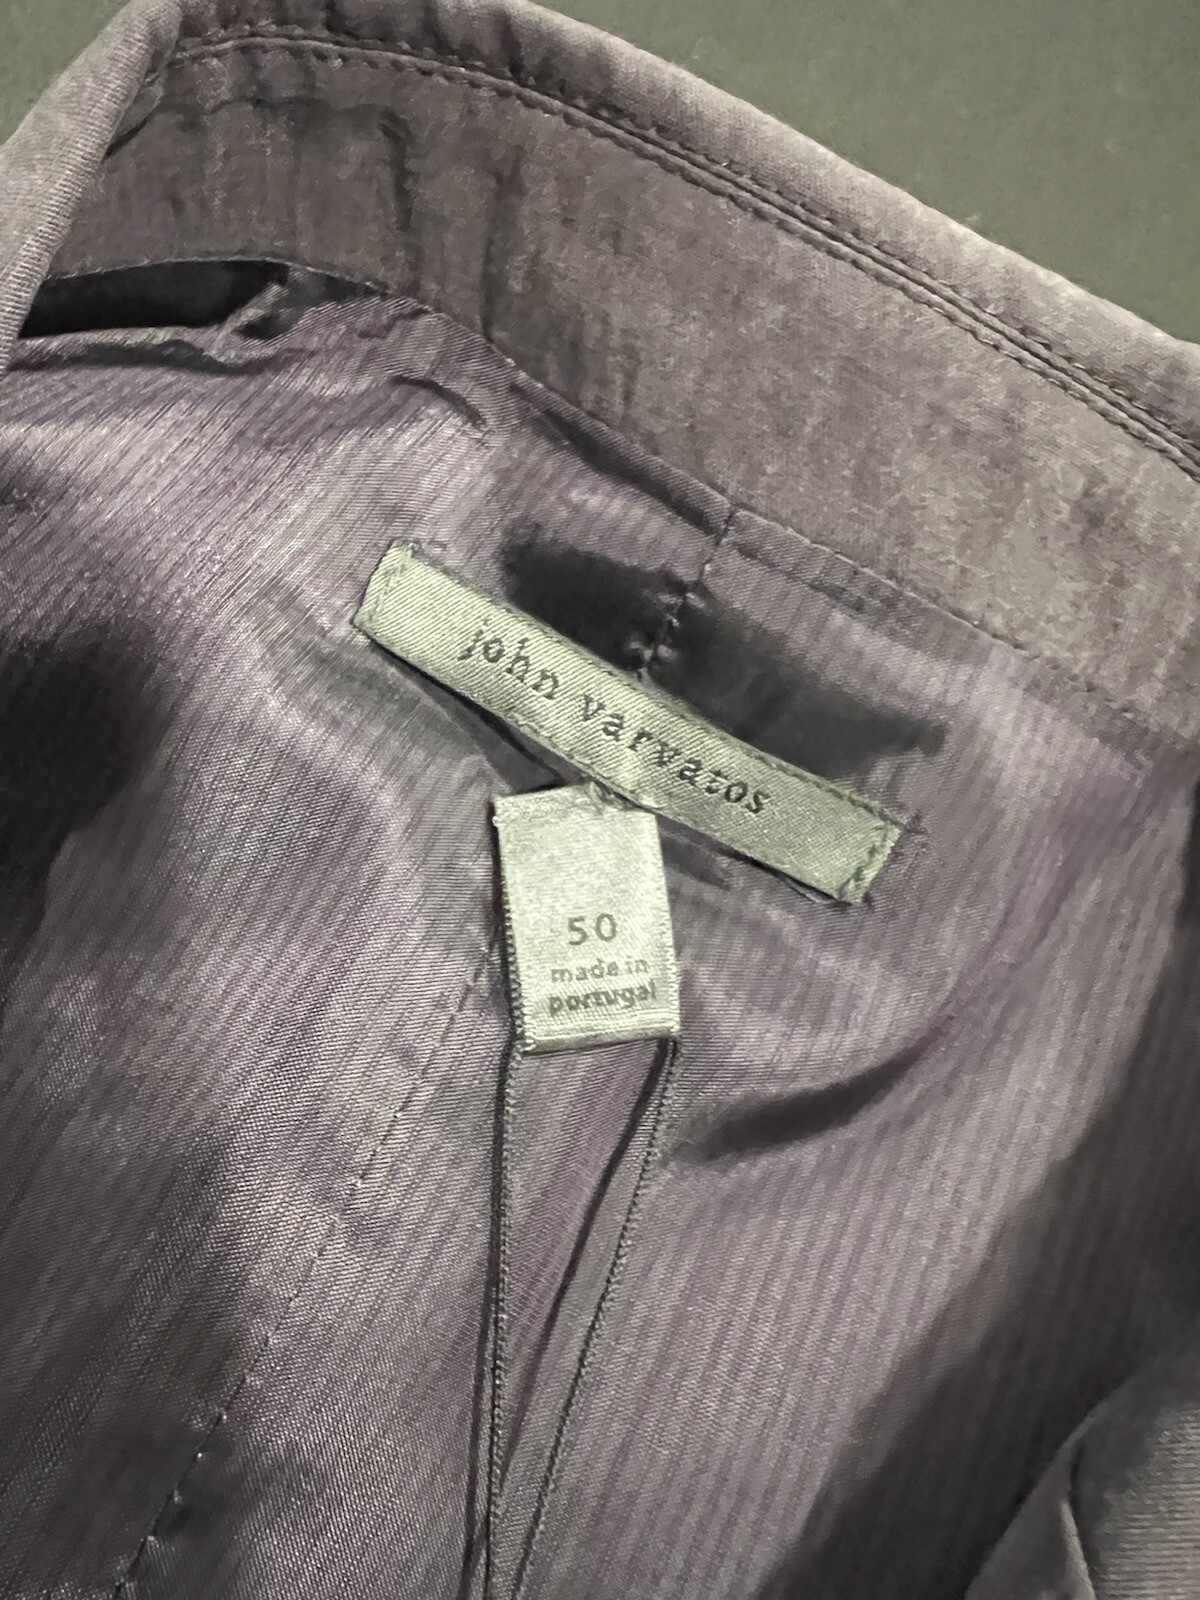 john varvatos
50
made in
portugal